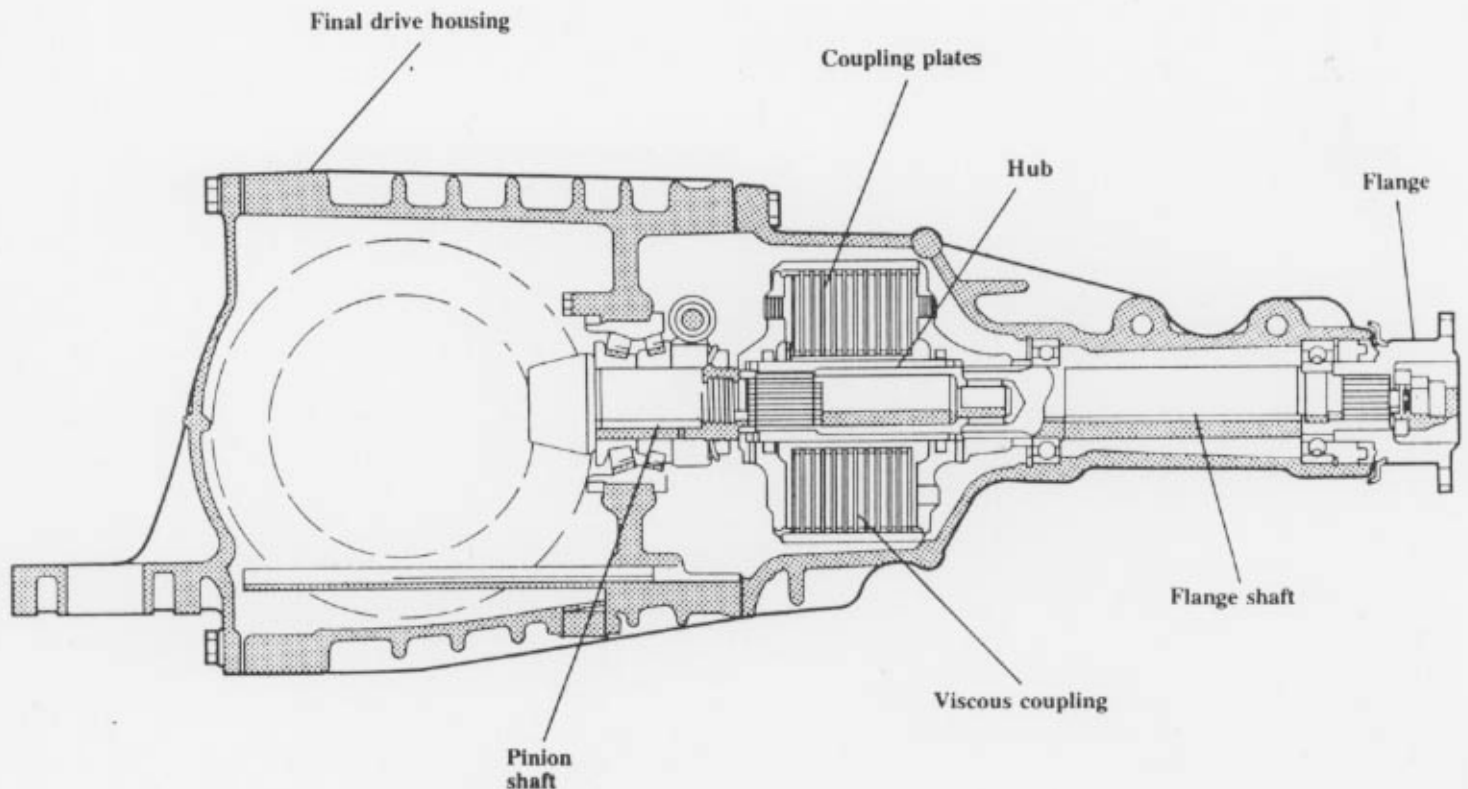 Final drive housing
Coupling plates
Hub
Flange
Flange shaft
Viscous coupling
Pinion
shaft